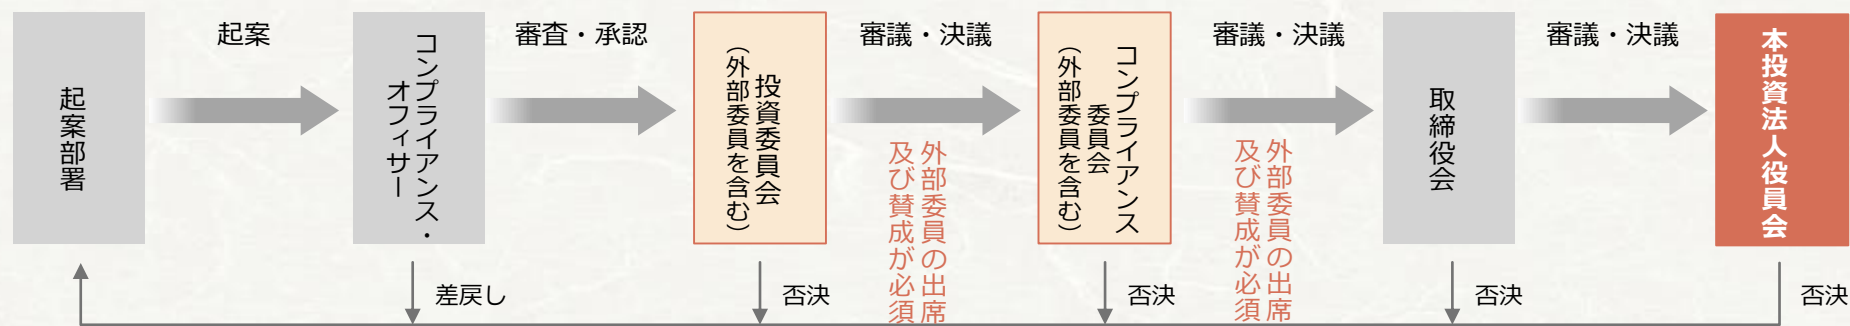 起案部署
起案
コンプライアンス・
オフィサー
審査・承認
投資委員会
（外部委員を含む）
審議・決議
外部委員の出席
及び賛成が必須
コンプライアンス
委員会
（外部委員を含む）
審議・決議
外部委員の出席
及び賛成が必須
取締役会
審議・決議
本投資法人役員会
差戻し
否決
否決
否決
否決